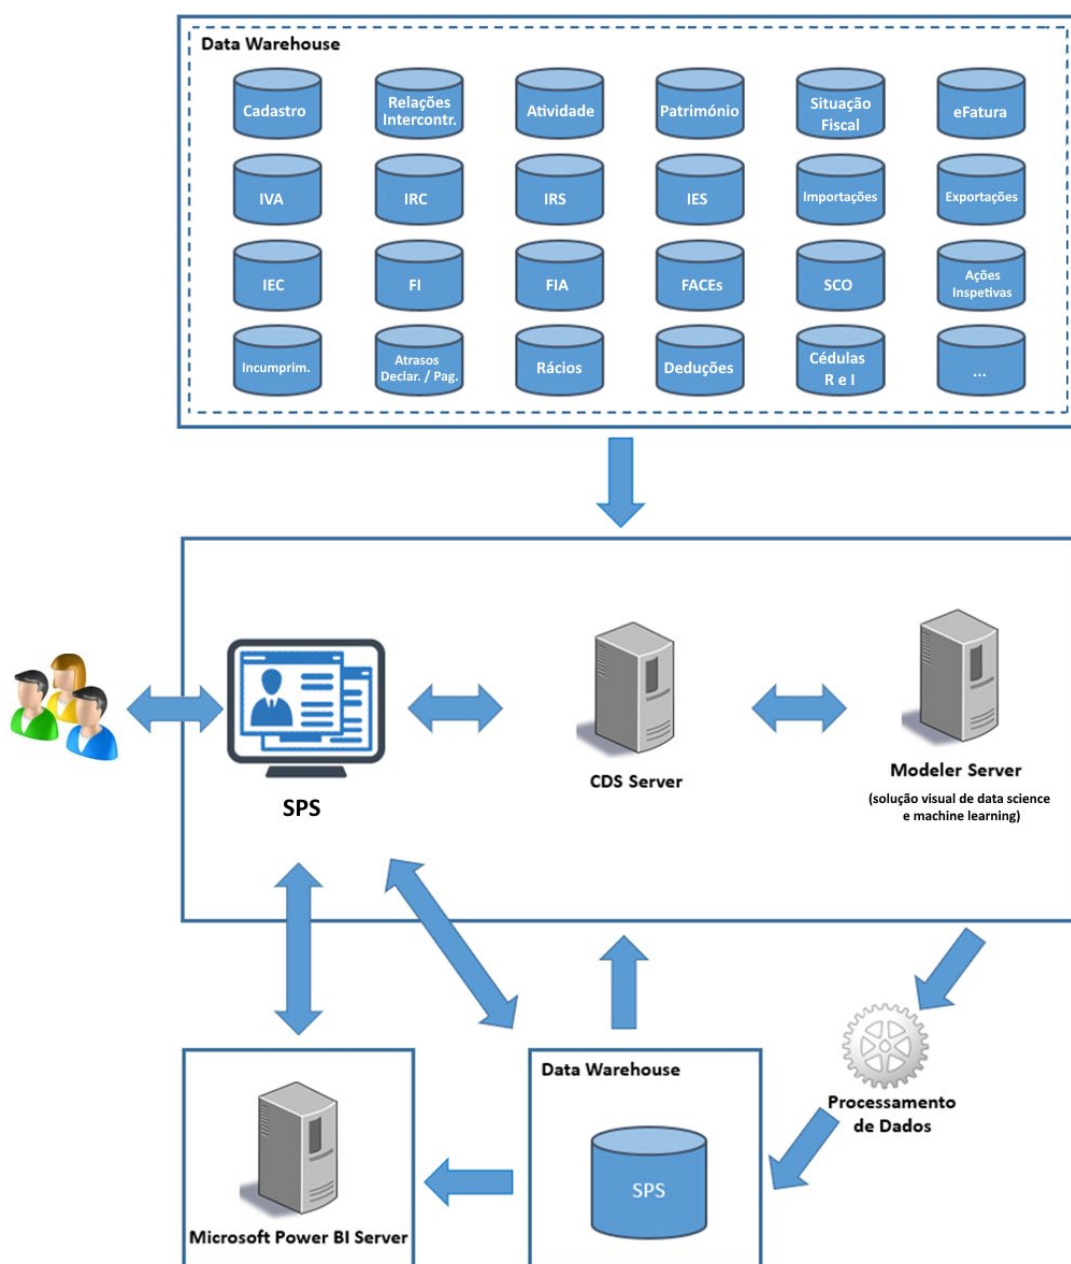 Data Warehouse
Cadastro
Relações
Intercontr.
Atividade
Património
Situação
Fiscal
eFatura
IVA
IRC
IRS
IES
Importações
Exportações
IEC
FI
FIA
FACEs
SCO
Ações
Inspetivas
Incumprim.
Atrasos
Declar. / Pag.
Rácios
Deduções
Cédulas
R e I
...
SPS
CDS Server
Modeler Server
(solução visual de data science
e machine learning)
Processamento
de Dados
Data Warehouse
SPS
Microsoft Power BI Server